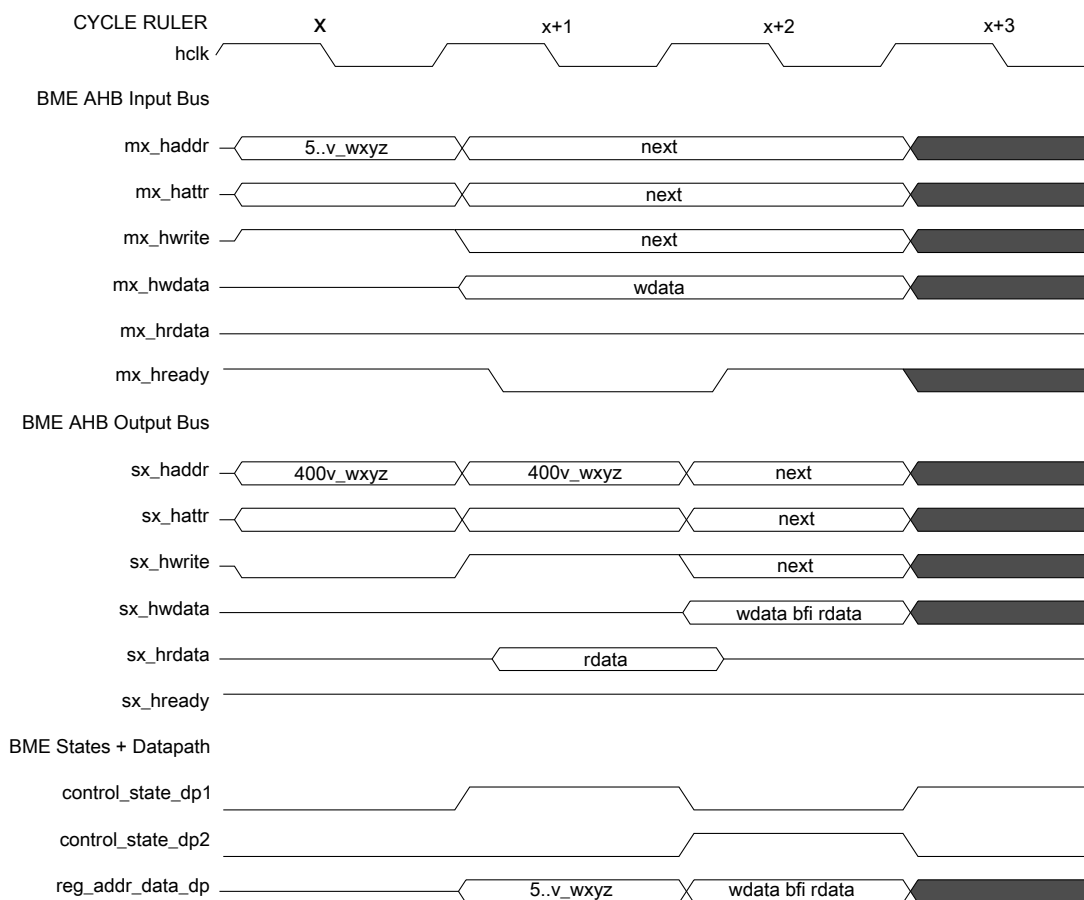 CYCLE RULER x x+1 x+2 x+3
hclk
BME AHB Input Bus
mx_haddr 5..v_wxyz next
mx_hattr next
mx_hwrite next
mx_hwdata wdata
mx_hrdata
mx_hready
BME AHB Output Bus
sx_haddr 400v_wxyz 400v_wxyz next
sx_hattr next
sx_hwrite next
sx_hwdata wdata bfi rdata
sx_hrdata rdata
sx_hready
BME States + Datapath
control_state_dp1
control_state_dp2
reg_addr_data_dp 5..v_wxyz wdata bfi rdata